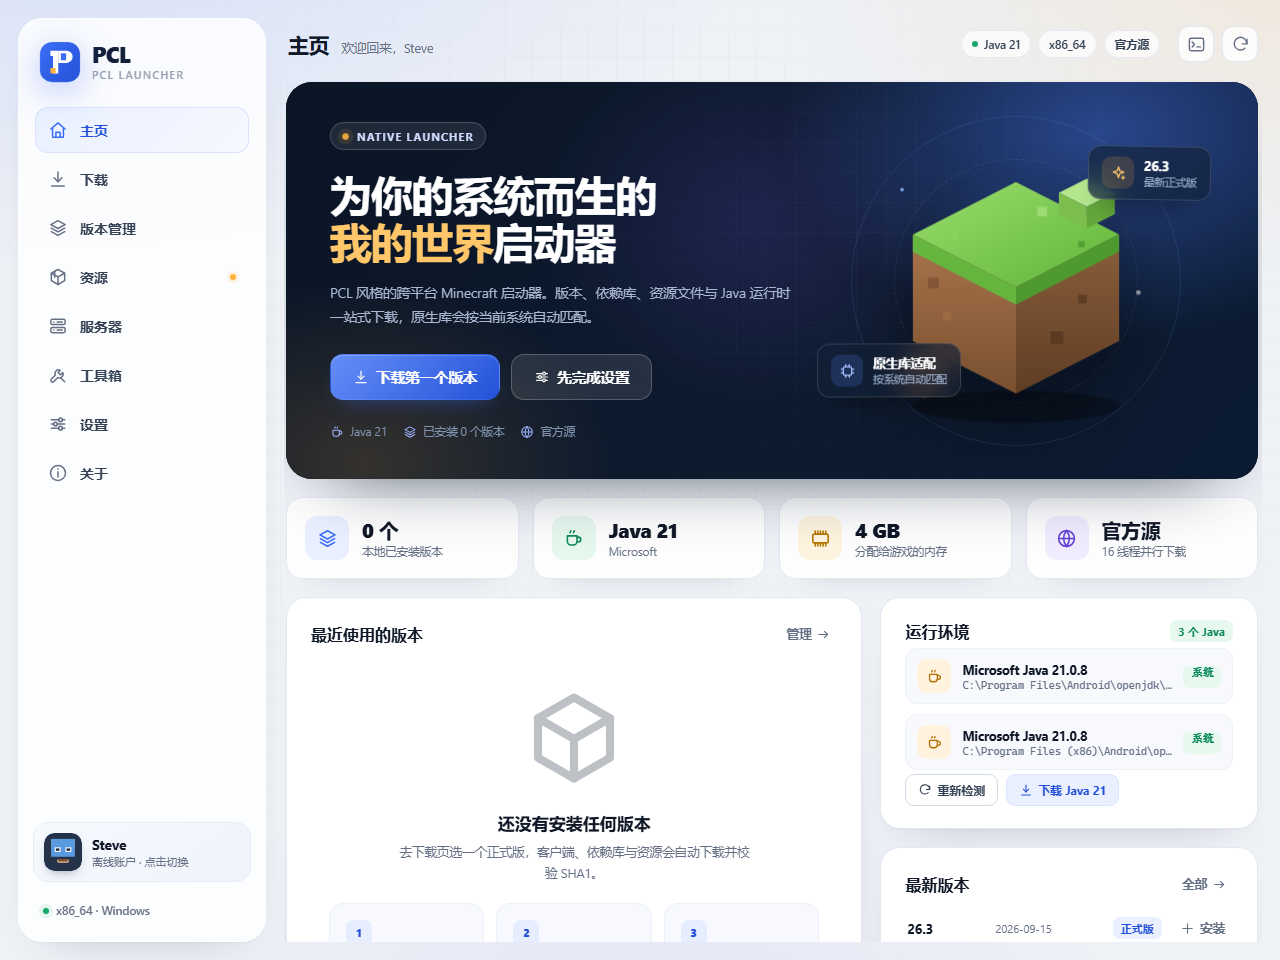 PCL
PCL LAUNCHER
主页
下载
版本管理
资源
服务器
工具箱
设置
关于
Steve
离线账户 · 点击切换
x86_64 · Windows
主页 欢迎回来，Steve
Java 21
x86_64
官方源
NATIVE LAUNCHER
为你的系统而生的
我的世界启动器
PCL 风格的跨平台 Minecraft 启动器。版本、依赖库、资源文件与 Java 运行时
一站式下载，原生库会按当前系统自动匹配。
下载第一个版本
先完成设置
Java 21
已安装 0 个版本
官方源
26.3
最新正式版
原生库适配
按系统自动匹配
0 个
本地已安装版本
Java 21
Microsoft
4 GB
分配给游戏的内存
官方源
16 线程并行下载
最近使用的版本
管理 →
还没有安装任何版本
去下载页选一个正式版，客户端、依赖库与资源会自动下载并校
验 SHA1。
1
2
3
运行环境
3 个 Java
Microsoft Java 21.0.8
C:\Program Files\Android\openjdk\…
系统
Microsoft Java 21.0.8
C:\Program Files (x86)\Android\op…
系统
重新检测
下载 Java 21
最新版本
全部 →
26.3
2026-09-15
正式版
安装